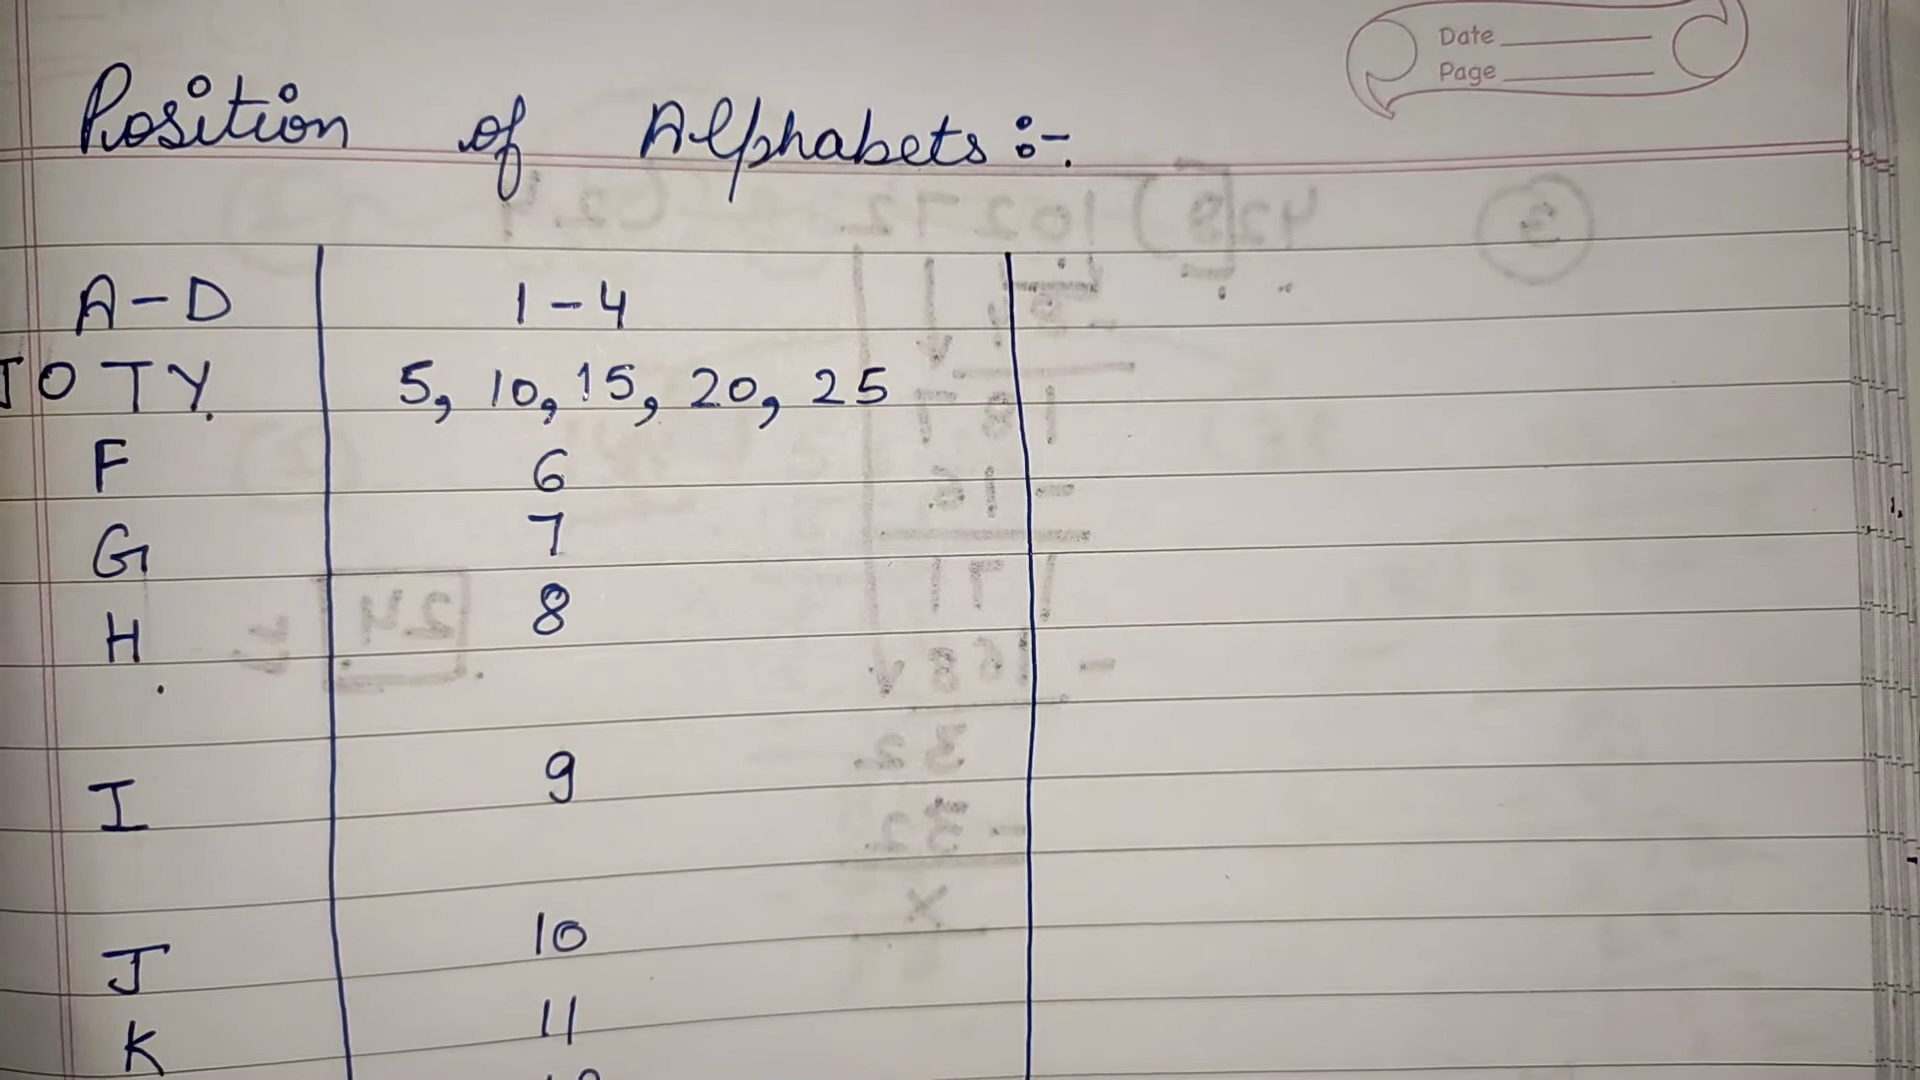 Date
Page
Position of Alphabets :-
A-D 1-4
JOTY 5, 10, 15, 20, 25
F 6
G 7
H 8
I 9
J 10
K 11